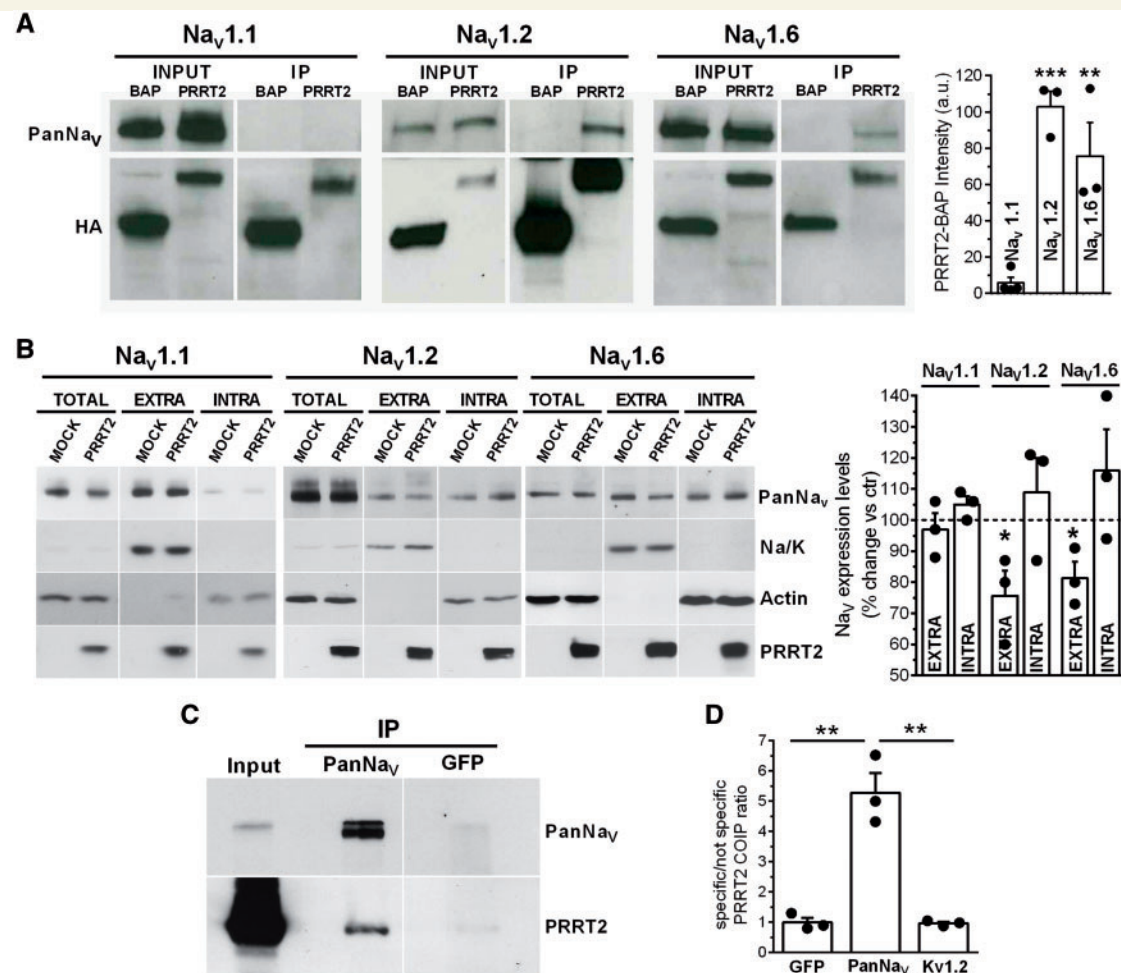 A
Nav1.1 Nav1.2 Nav1.6
INPUT IP INPUT IP INPUT IP
BAP PRRT2 BAP PRRT2 BAP PRRT2 BAP PRRT2 BAP PRRT2 BAP PRRT2
PanNav
HA
PRRT2-BAP Intensity (a.u.)
120
100
80
60
40
20
0
*** **
Nav 1.1 Nav 1.2 Nav 1.6
B
Nav1.1 Nav1.2 Nav1.6
TOTAL EXTRA INTRA TOTAL EXTRA INTRA TOTAL EXTRA INTRA
MOCK PRRT2 MOCK PRRT2 MOCK PRRT2 MOCK PRRT2 MOCK PRRT2 MOCK PRRT2 MOCK PRRT2 MOCK PRRT2 MOCK PRRT2
PanNav
Na/K
Actin
PRRT2
Nav1.1 Nav1.2 Nav1.6
Nav expression levels
(% change vs ctr)
140
130
120
110
100
90
80
70
60
50
* *
EXTRA INTRA EXTRA INTRA EXTRA INTRA
C
IP
Input PanNav GFP
PanNav
PRRT2
D
** **
specific/not specific
PRRT2 COIP ratio
7
6
5
4
3
2
1
0
GFP PanNav Kv1.2